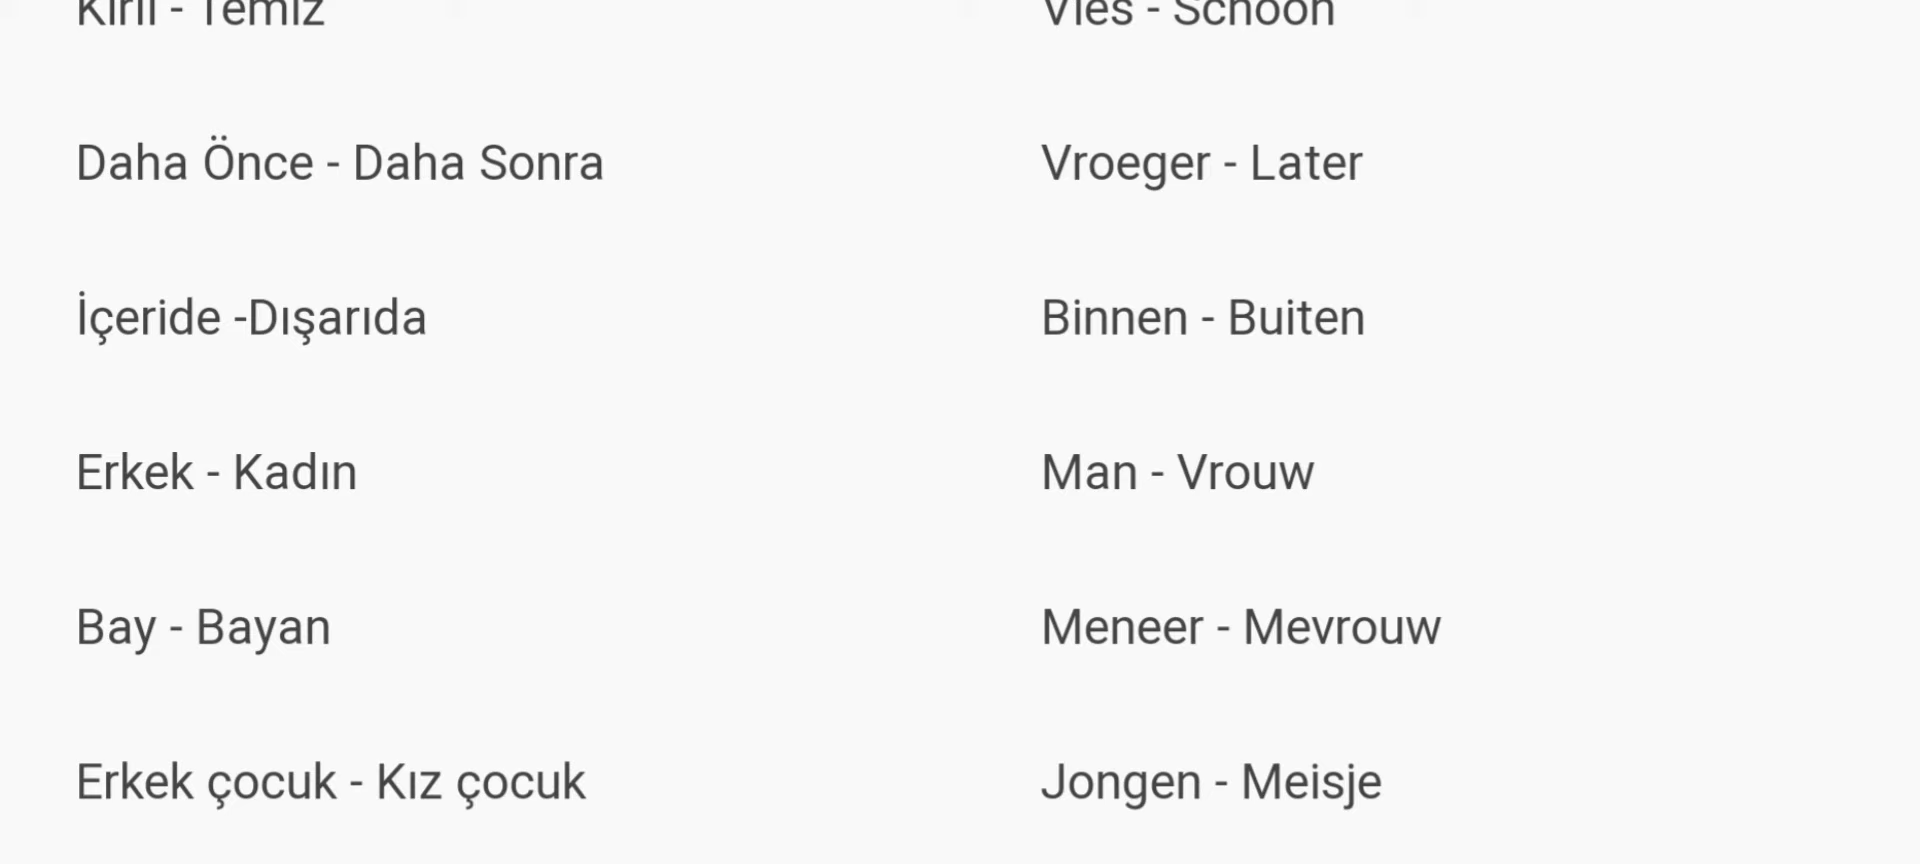 Kirli - Temiz
Vies - Schoon
Daha Önce - Daha Sonra
Vroeger - Later
İçeride -Dışarıda
Binnen - Buiten
Erkek - Kadın
Man - Vrouw
Bay - Bayan
Meneer - Mevrouw
Erkek çocuk - Kız çocuk
Jongen - Meisje